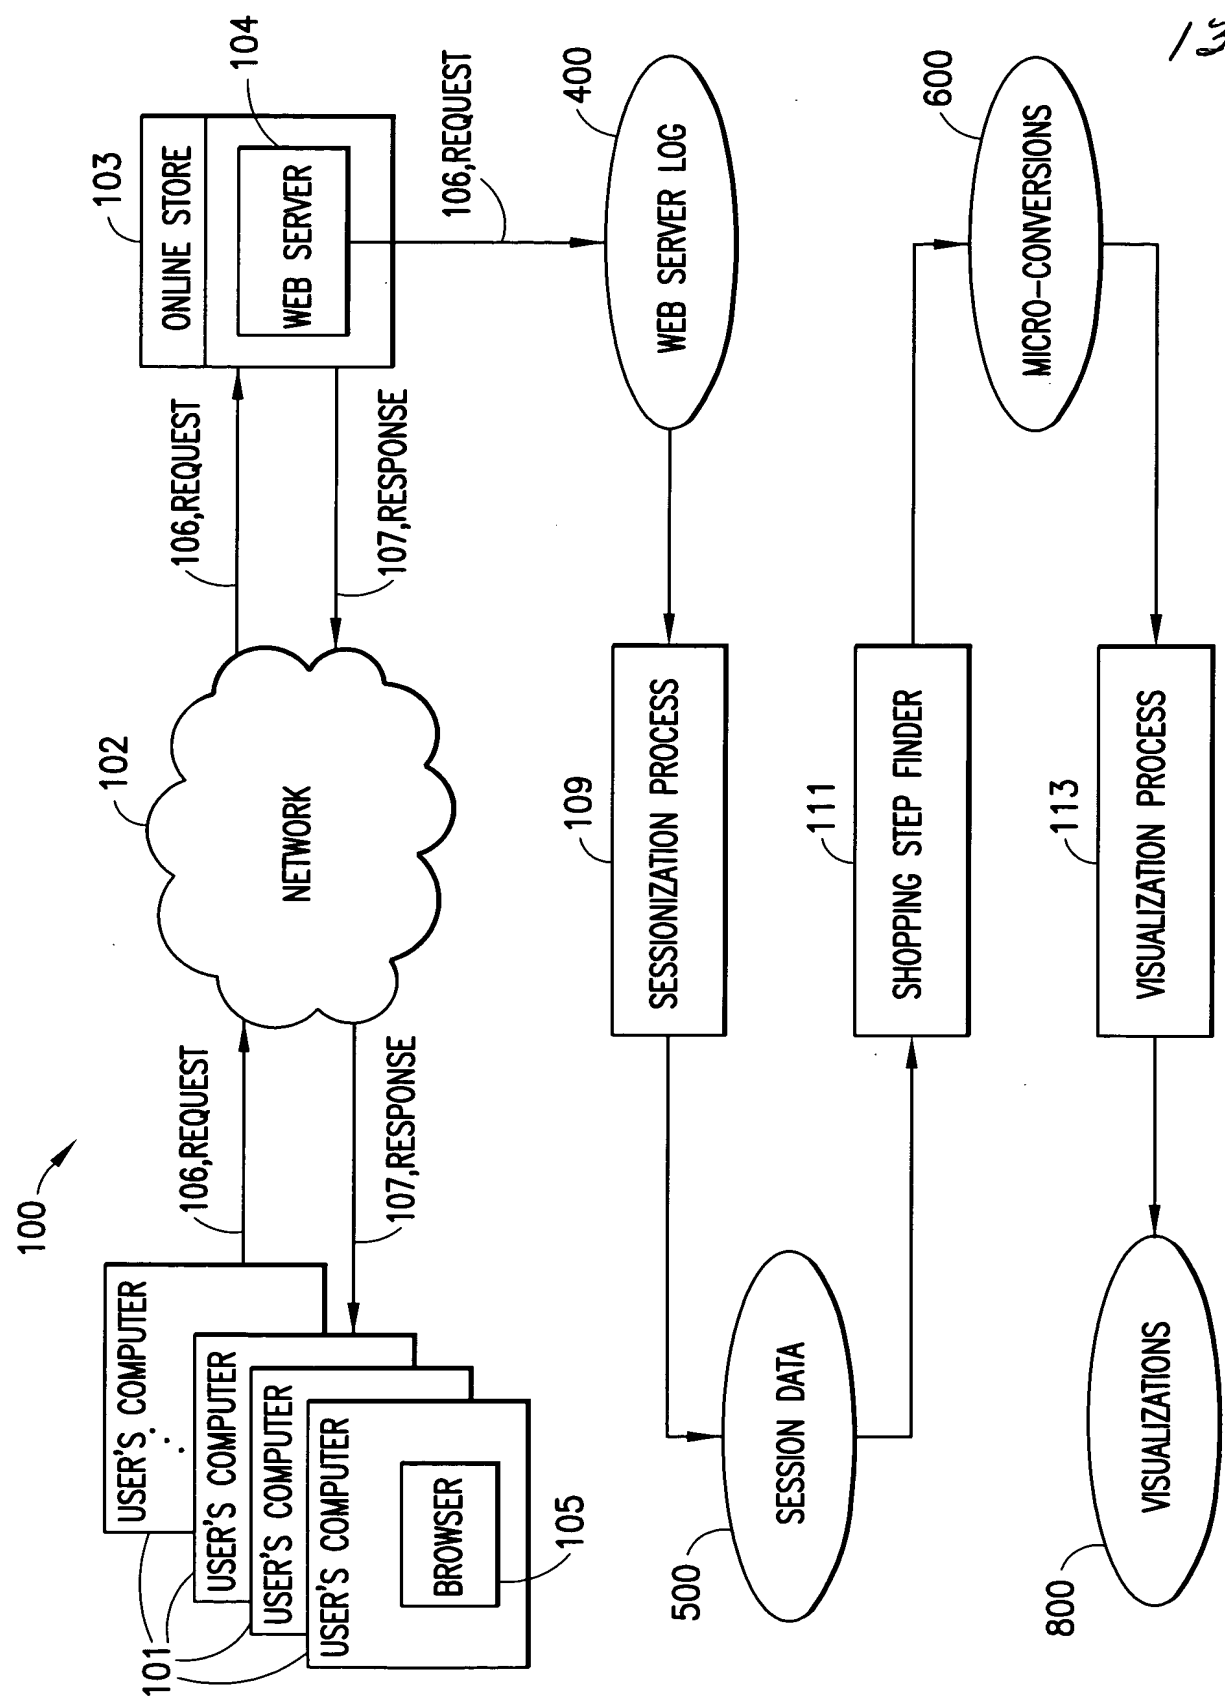 100
101
USER'S COMPUTER
USER'S COMPUTER
USER'S COMPUTER
USER'S COMPUTER
BROWSER
105
106,REQUEST
107,RESPONSE
102
NETWORK
106,REQUEST
107,RESPONSE
103
ONLINE STORE
104
WEB SERVER
106,REQUEST
400
WEB SERVER LOG
109
SESSIONIZATION PROCESS
500
SESSION DATA
111
SHOPPING STEP FINDER
600
MICRO-CONVERSIONS
113
VISUALIZATION PROCESS
800
VISUALIZATIONS